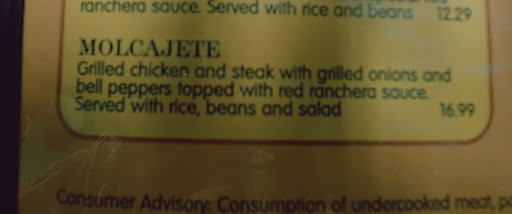 ranchera sauce. Served with rice and beans 12.29
MOLCAJETE
Grilled chicken and steak with grilled onions and
bell peppers topped with red ranchera sauce.
Served with rice, beans and salad 16.99
Consumer Advisory: Consumption of undercooked meat,